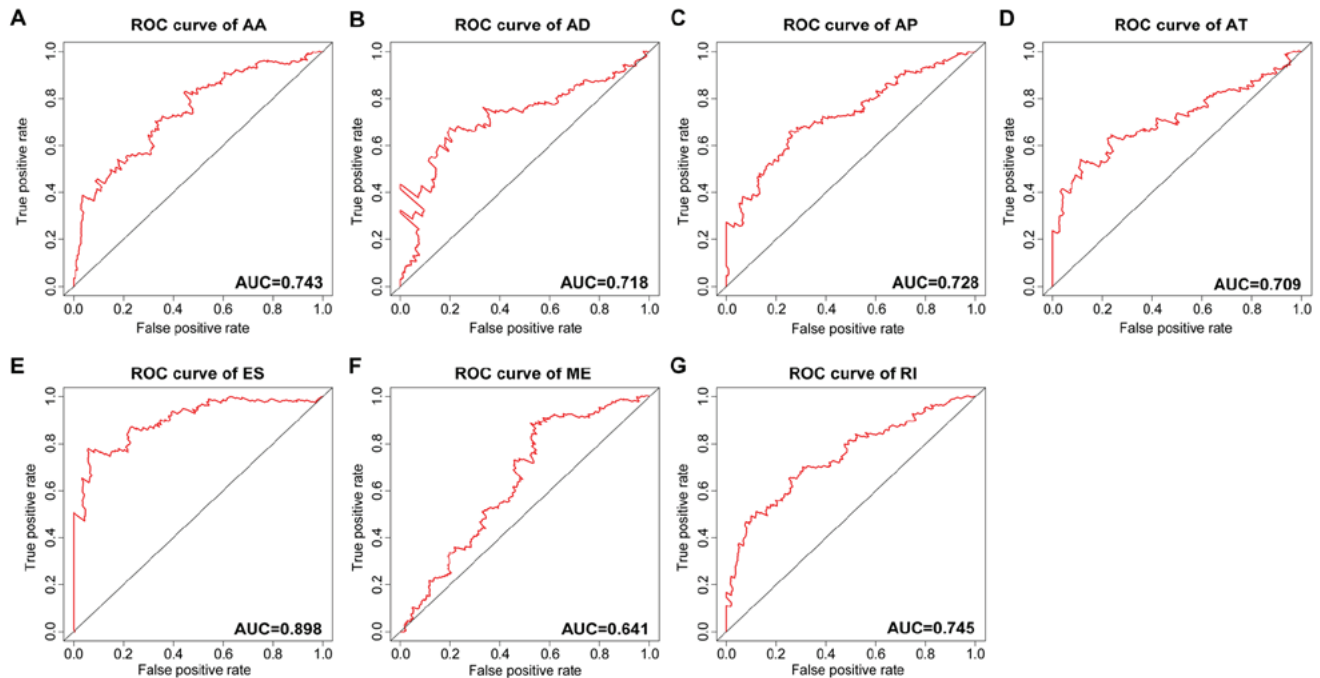 A
ROC curve of AA
True positive rate
0.0 0.2 0.4 0.6 0.8 1.0
AUC=0.743
0.0 0.2 0.4 0.6 0.8 1.0
False positive rate
B
ROC curve of AD
True positive rate
0.0 0.2 0.4 0.6 0.8 1.0
AUC=0.718
0.0 0.2 0.4 0.6 0.8 1.0
False positive rate
C
ROC curve of AP
True positive rate
0.0 0.2 0.4 0.6 0.8 1.0
AUC=0.728
0.0 0.2 0.4 0.6 0.8 1.0
False positive rate
D
ROC curve of AT
True positive rate
0.0 0.2 0.4 0.6 0.8 1.0
AUC=0.709
0.0 0.2 0.4 0.6 0.8 1.0
False positive rate
E
ROC curve of ES
True positive rate
0.0 0.2 0.4 0.6 0.8 1.0
AUC=0.898
0.0 0.2 0.4 0.6 0.8 1.0
False positive rate
F
ROC curve of ME
True positive rate
0.0 0.2 0.4 0.6 0.8 1.0
AUC=0.641
0.0 0.2 0.4 0.6 0.8 1.0
False positive rate
G
ROC curve of RI
True positive rate
0.0 0.2 0.4 0.6 0.8 1.0
AUC=0.745
0.0 0.2 0.4 0.6 0.8 1.0
False positive rate